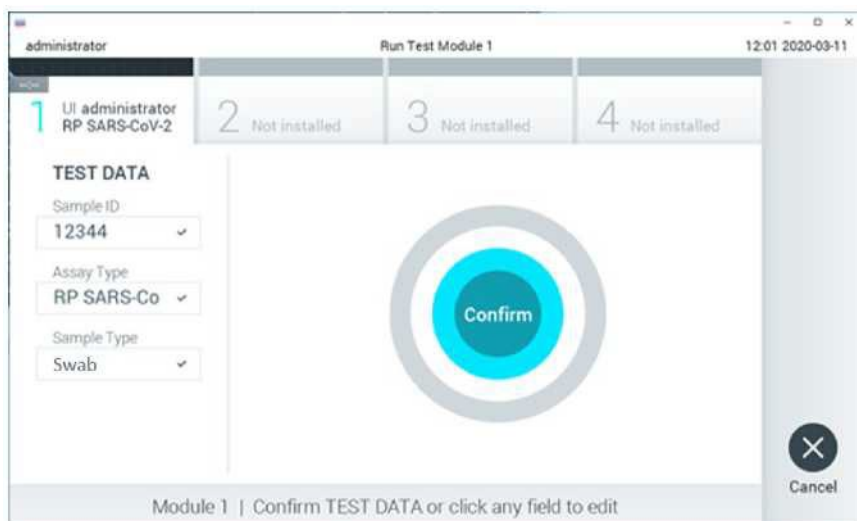 administrator Run Test Module 1 12:01 2020-03-11
1 UI administrator
RP SARS-CoV-2
2 Not installed
3 Not installed
4 Not installed
TEST DATA
Sample ID
12344
Assay Type
RP SARS-Co
Sample Type
Swab
Confirm
Cancel
Module 1 | Confirm TEST DATA or click any field to edit